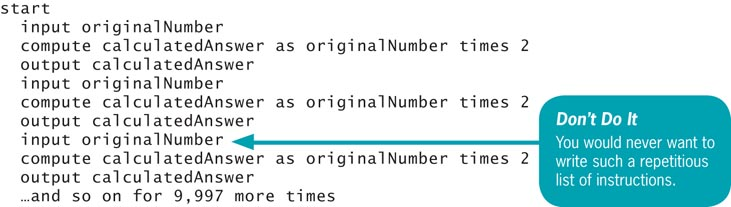 start
input originalNumber
compute calculatedAnswer as originalNumber times 2
output calculatedAnswer
input originalNumber
compute calculatedAnswer as originalNumber times 2
output calculatedAnswer
input originalNumber
compute calculatedAnswer as originalNumber times 2
output calculatedAnswer
…and so on for 9,997 more times
Don't Do It
You would never want to
write such a repetitious
list of instructions.